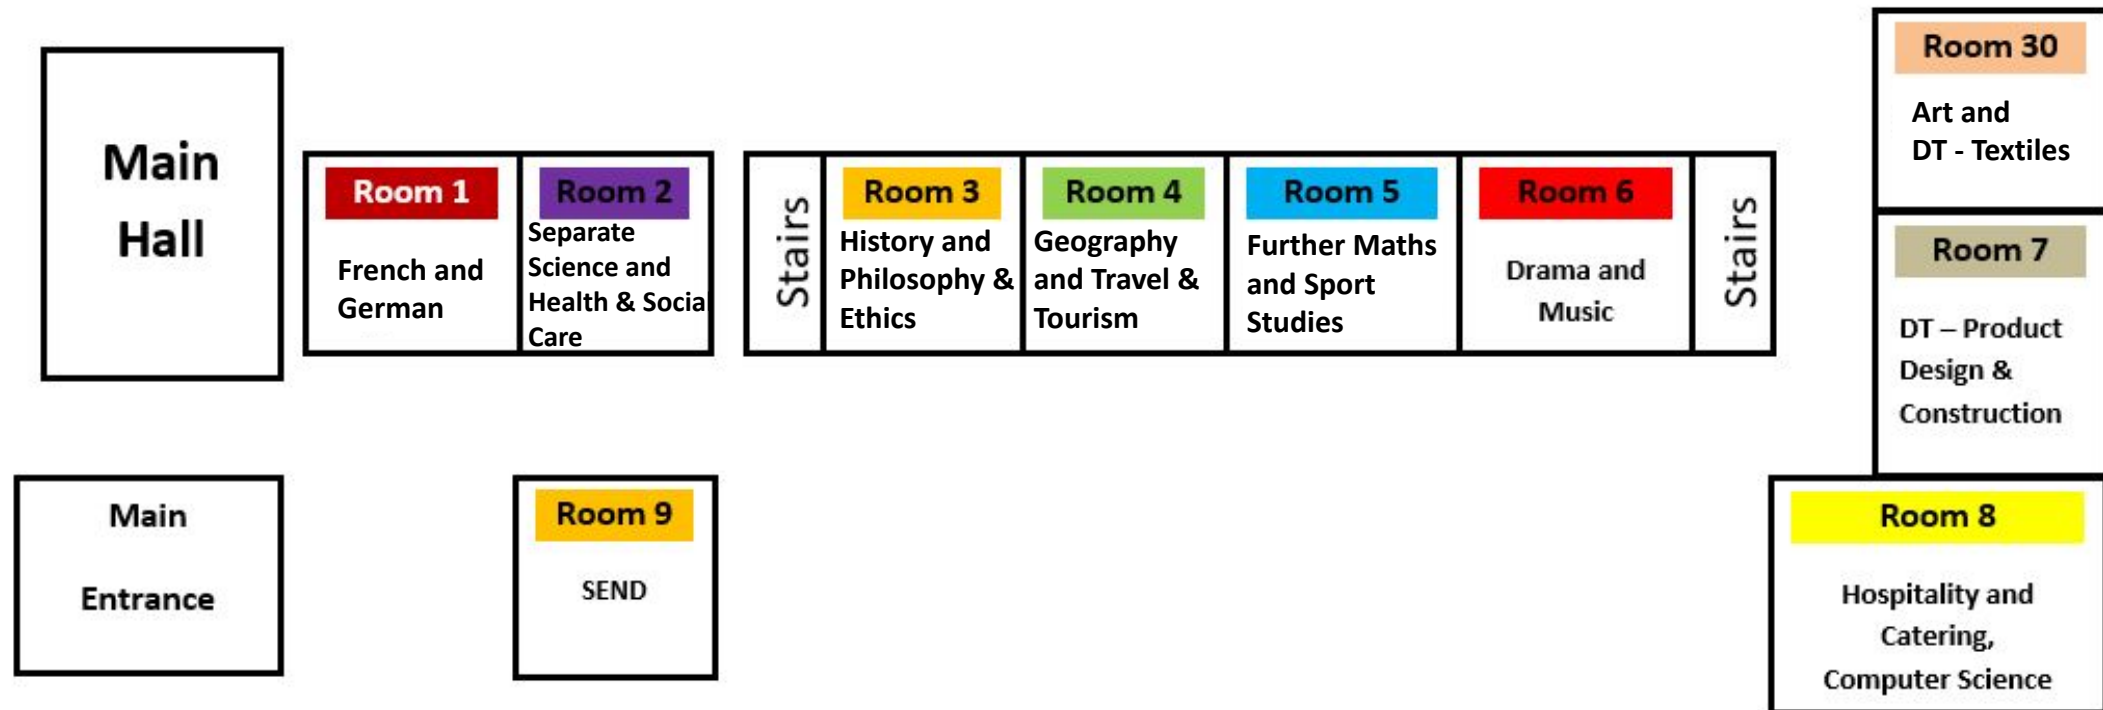 Main
Hall
Room 1
French and
German
Room 2
Separate
Science and
Health & Social
Care
Stairs
Room 3
History and
Philosophy &
Ethics
Room 4
Geography
and Travel &
Tourism
Room 5
Further Maths
and Sport
Studies
Room 6
Drama and
Music
Stairs
Room 30
Art and
DT - Textiles
Room 7
DT – Product
Design &
Construction
Main
Entrance
Room 9
SEND
Room 8
Hospitality and
Catering,
Computer Science